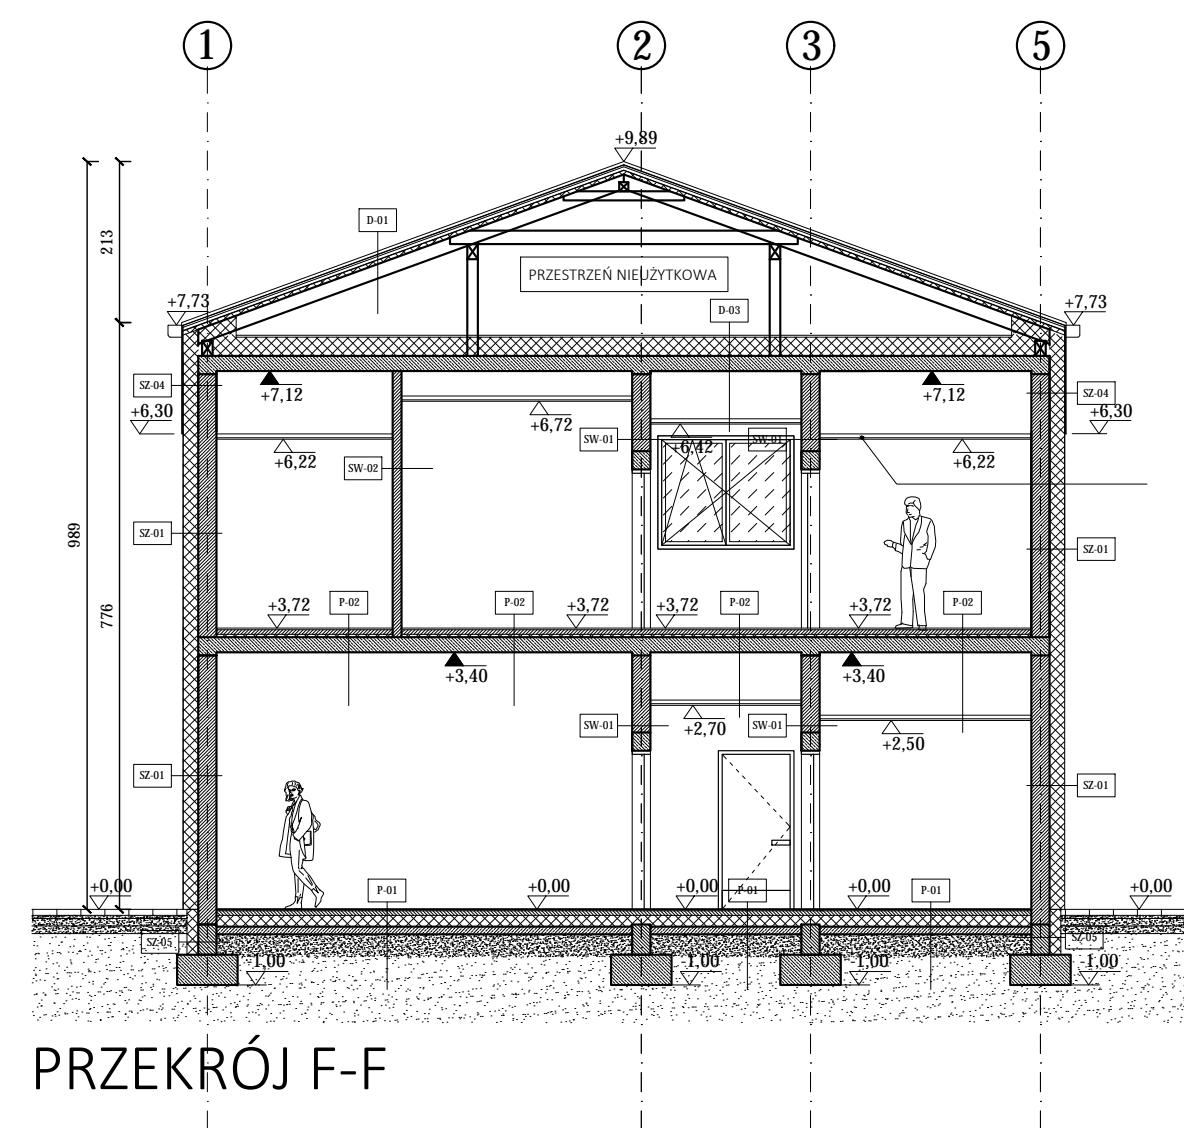 1 2 3 5
+9,89
D-01
213
PRZESTRZEŃ NIEUŻYTKOWA
+7,73 +7,73
D-03
SZ-04 +7,12 +7,12 SZ-04
+6,30 +6,72 +6,30
SW-01 +6,42 SW-01
+6,22 SW-02 +6,22
989 SZ-01 SZ-01
776 +3,72 P-02 P-02 +3,72 +3,72 P-02 +3,72 P-02
+3,40 +3,40
SW-01 +2,70 SW-01 +2,50
SZ-01 SZ-01
+0,00 P-01 +0,00 +0,00 P-01 +0,00 P-01 +0,00
SZ-05 SZ-05
-1,00 -1,00 -1,00 -1,00
PRZEKRÓJ F-F